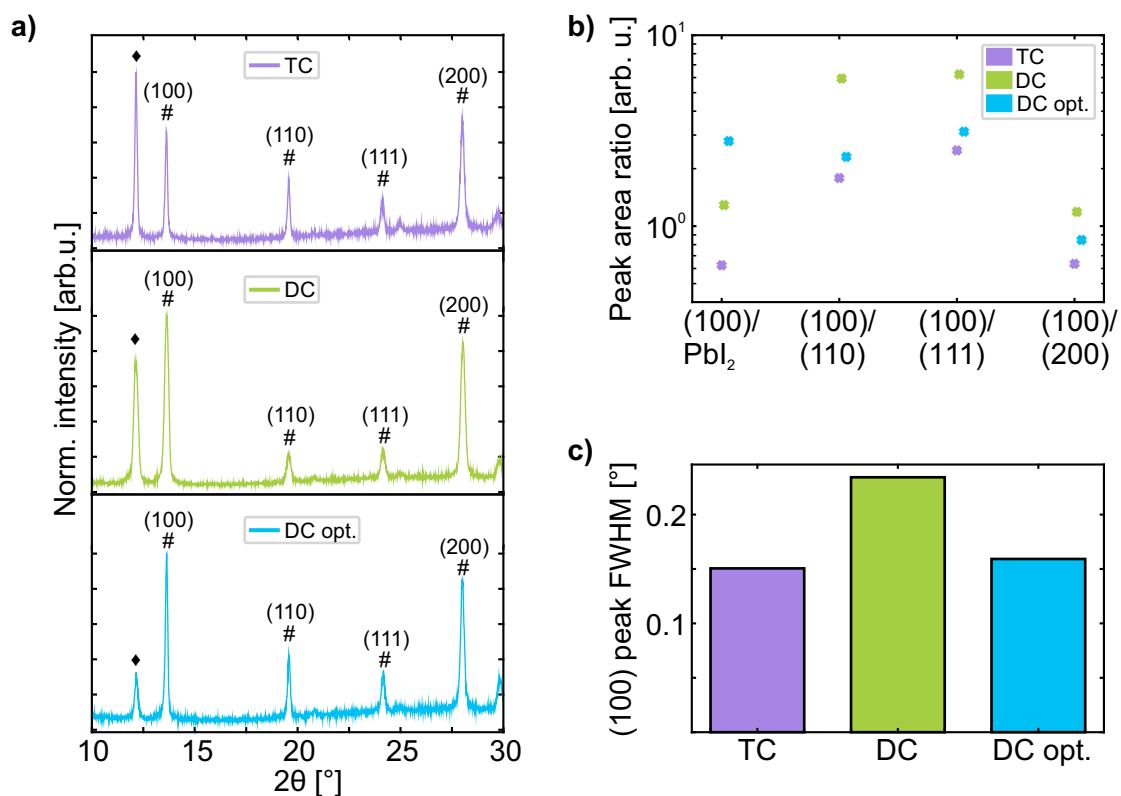 a)
Norm. intensity [arb.u.]
TC
♦
(100)
#
(110)
#
(111)
#
(200)
#
DC
♦
(100)
#
(110)
#
(111)
#
(200)
#
DC opt.
♦
(100)
#
(110)
#
(111)
#
(200)
#
10 15 20 25 30
2θ [°]
b)
Peak area ratio [arb. u.]
10¹
10⁰
TC
DC
DC opt.
(100)/ (100)/ (100)/ (100)/
PbI₂ (110) (111) (200)
c)
(100) peak FWHM [°]
0.2
0.1
TC DC DC opt.